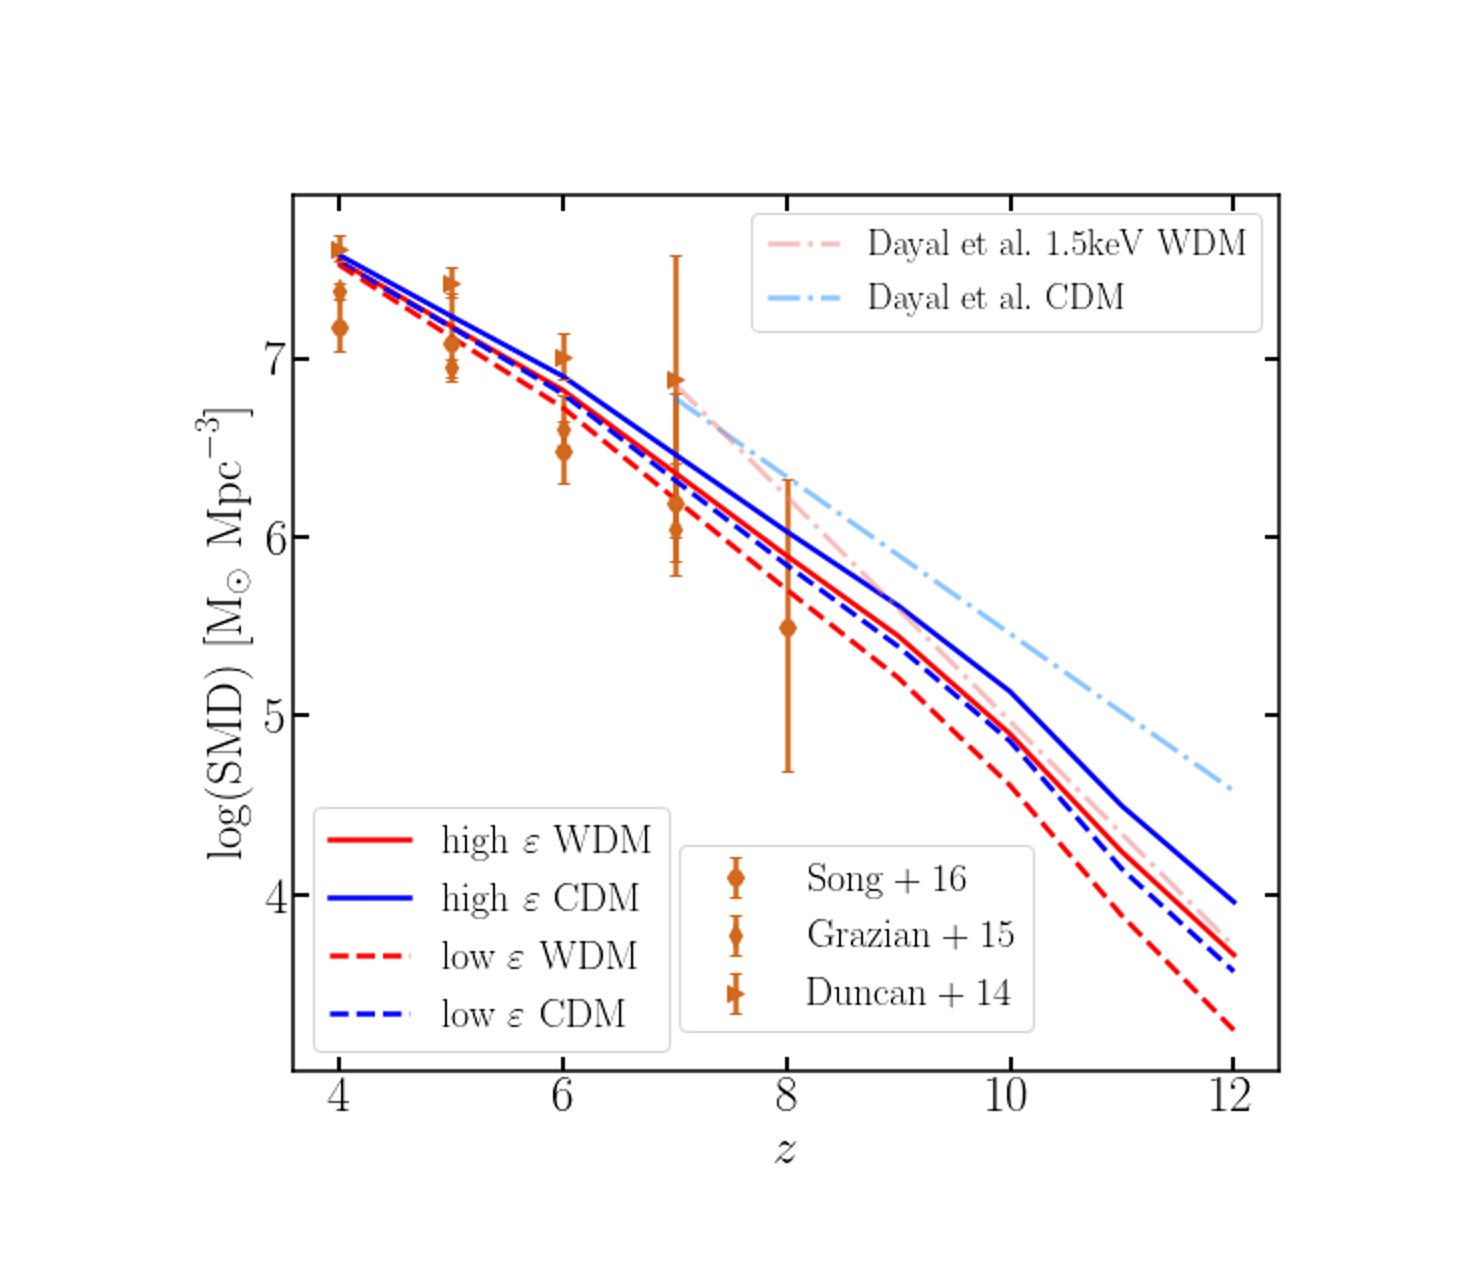 Dayal et al. 1.5keV WDM
Dayal et al. CDM
7
6
5
4
log(SMD) [M⊙ Mpc−3]
high ε WDM
high ε CDM
low ε WDM
low ε CDM
Song + 16
Grazian + 15
Duncan + 14
4 6 8 10 12
z